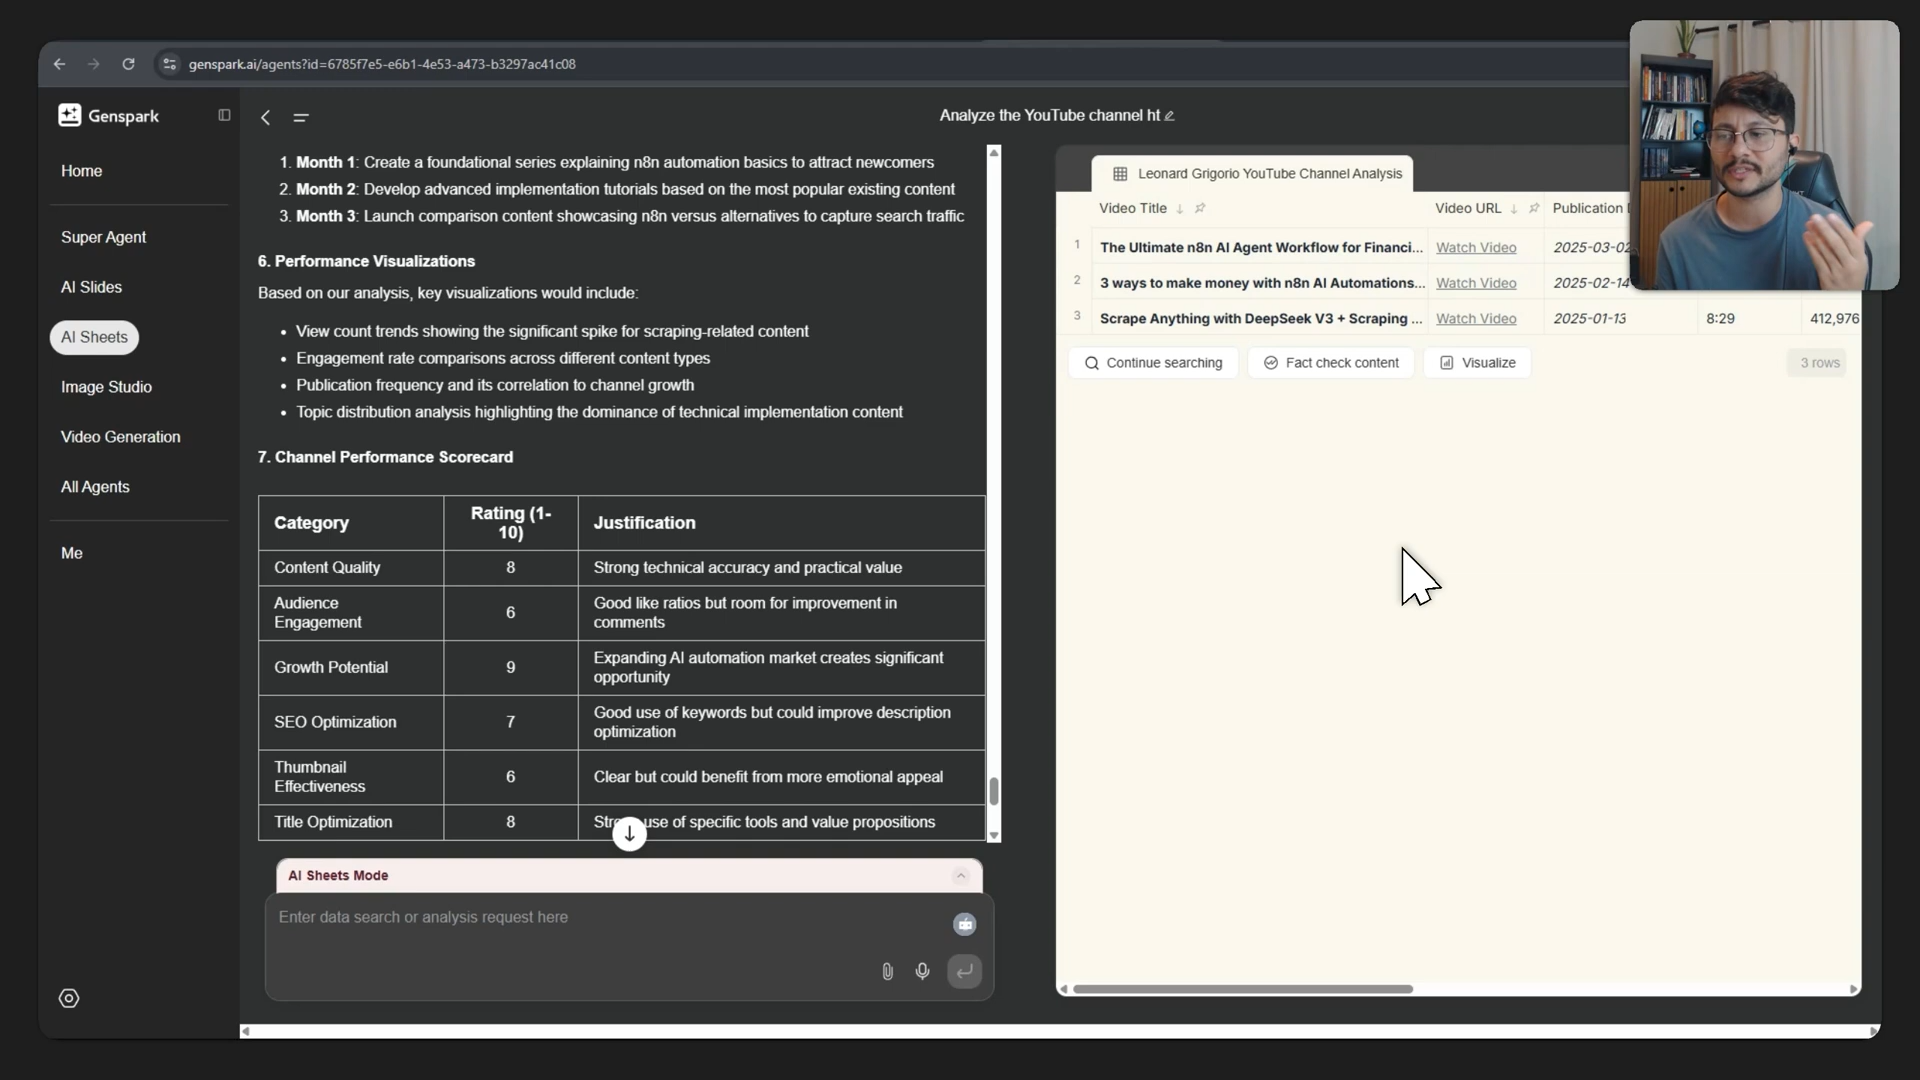 genspark.ai/agents?id=6785f7e5-e6b1-4e53-a473-b3297ac41c08
Genspark
Home
Super Agent
AI Slides
AI Sheets
Image Studio
Video Generation
All Agents
Me
Analyze the YouTube channel ht
1. Month 1: Create a foundational series explaining n8n automation basics to attract newcomers
2. Month 2: Develop advanced implementation tutorials based on the most popular existing content
3. Month 3: Launch comparison content showcasing n8n versus alternatives to capture search traffic
6. Performance Visualizations
Based on our analysis, key visualizations would include:
• View count trends showing the significant spike for scraping-related content
• Engagement rate comparisons across different content types
• Publication frequency and its correlation to channel growth
• Topic distribution analysis highlighting the dominance of technical implementation content
7. Channel Performance Scorecard
Category Rating (1-
10) Justification
Content Quality 8 Strong technical accuracy and practical value
Audience
Engagement 6 Good like ratios but room for improvement in
comments
Growth Potential 9 Expanding AI automation market creates significant
opportunity
SEO Optimization 7 Good use of keywords but could improve description
optimization
Thumbnail
Effectiveness 6 Clear but could benefit from more emotional appeal
Title Optimization 8 use of specific tools and value propositions
AI Sheets Mode
Enter data search or analysis request here
Leonard Grigorio YouTube Channel Analysis
Video Title Video URL Publication
1 The Ultimate n8n AI Agent Workflow for Financi... Watch Video 2025-03-02
2 3 ways to make money with n8n AI Automations... Watch Video 2025-02-14
3 Scrape Anything with DeepSeek V3 + Scraping ... Watch Video 2025-01-13 8:29 412,976
Continue searching Fact check content Visualize 3 rows